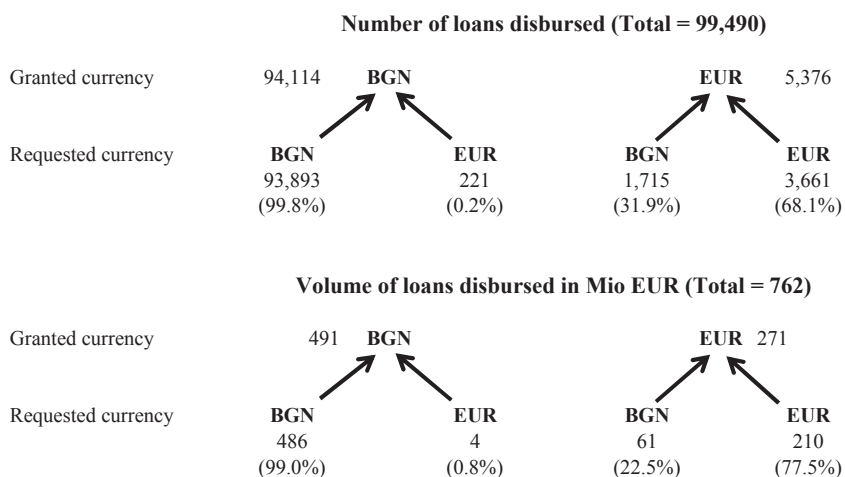 Number of loans disbursed (Total = 99,490)
Granted currency 94,114 BGN EUR 5,376
Requested currency BGN EUR BGN EUR
93,893 221 1,715 3,661
(99.8%) (0.2%) (31.9%) (68.1%)
Volume of loans disbursed in Mio EUR (Total = 762)
Granted currency 491 BGN EUR 271
Requested currency BGN EUR BGN EUR
486 4 61 210
(99.0%) (0.8%) (22.5%) (77.5%)